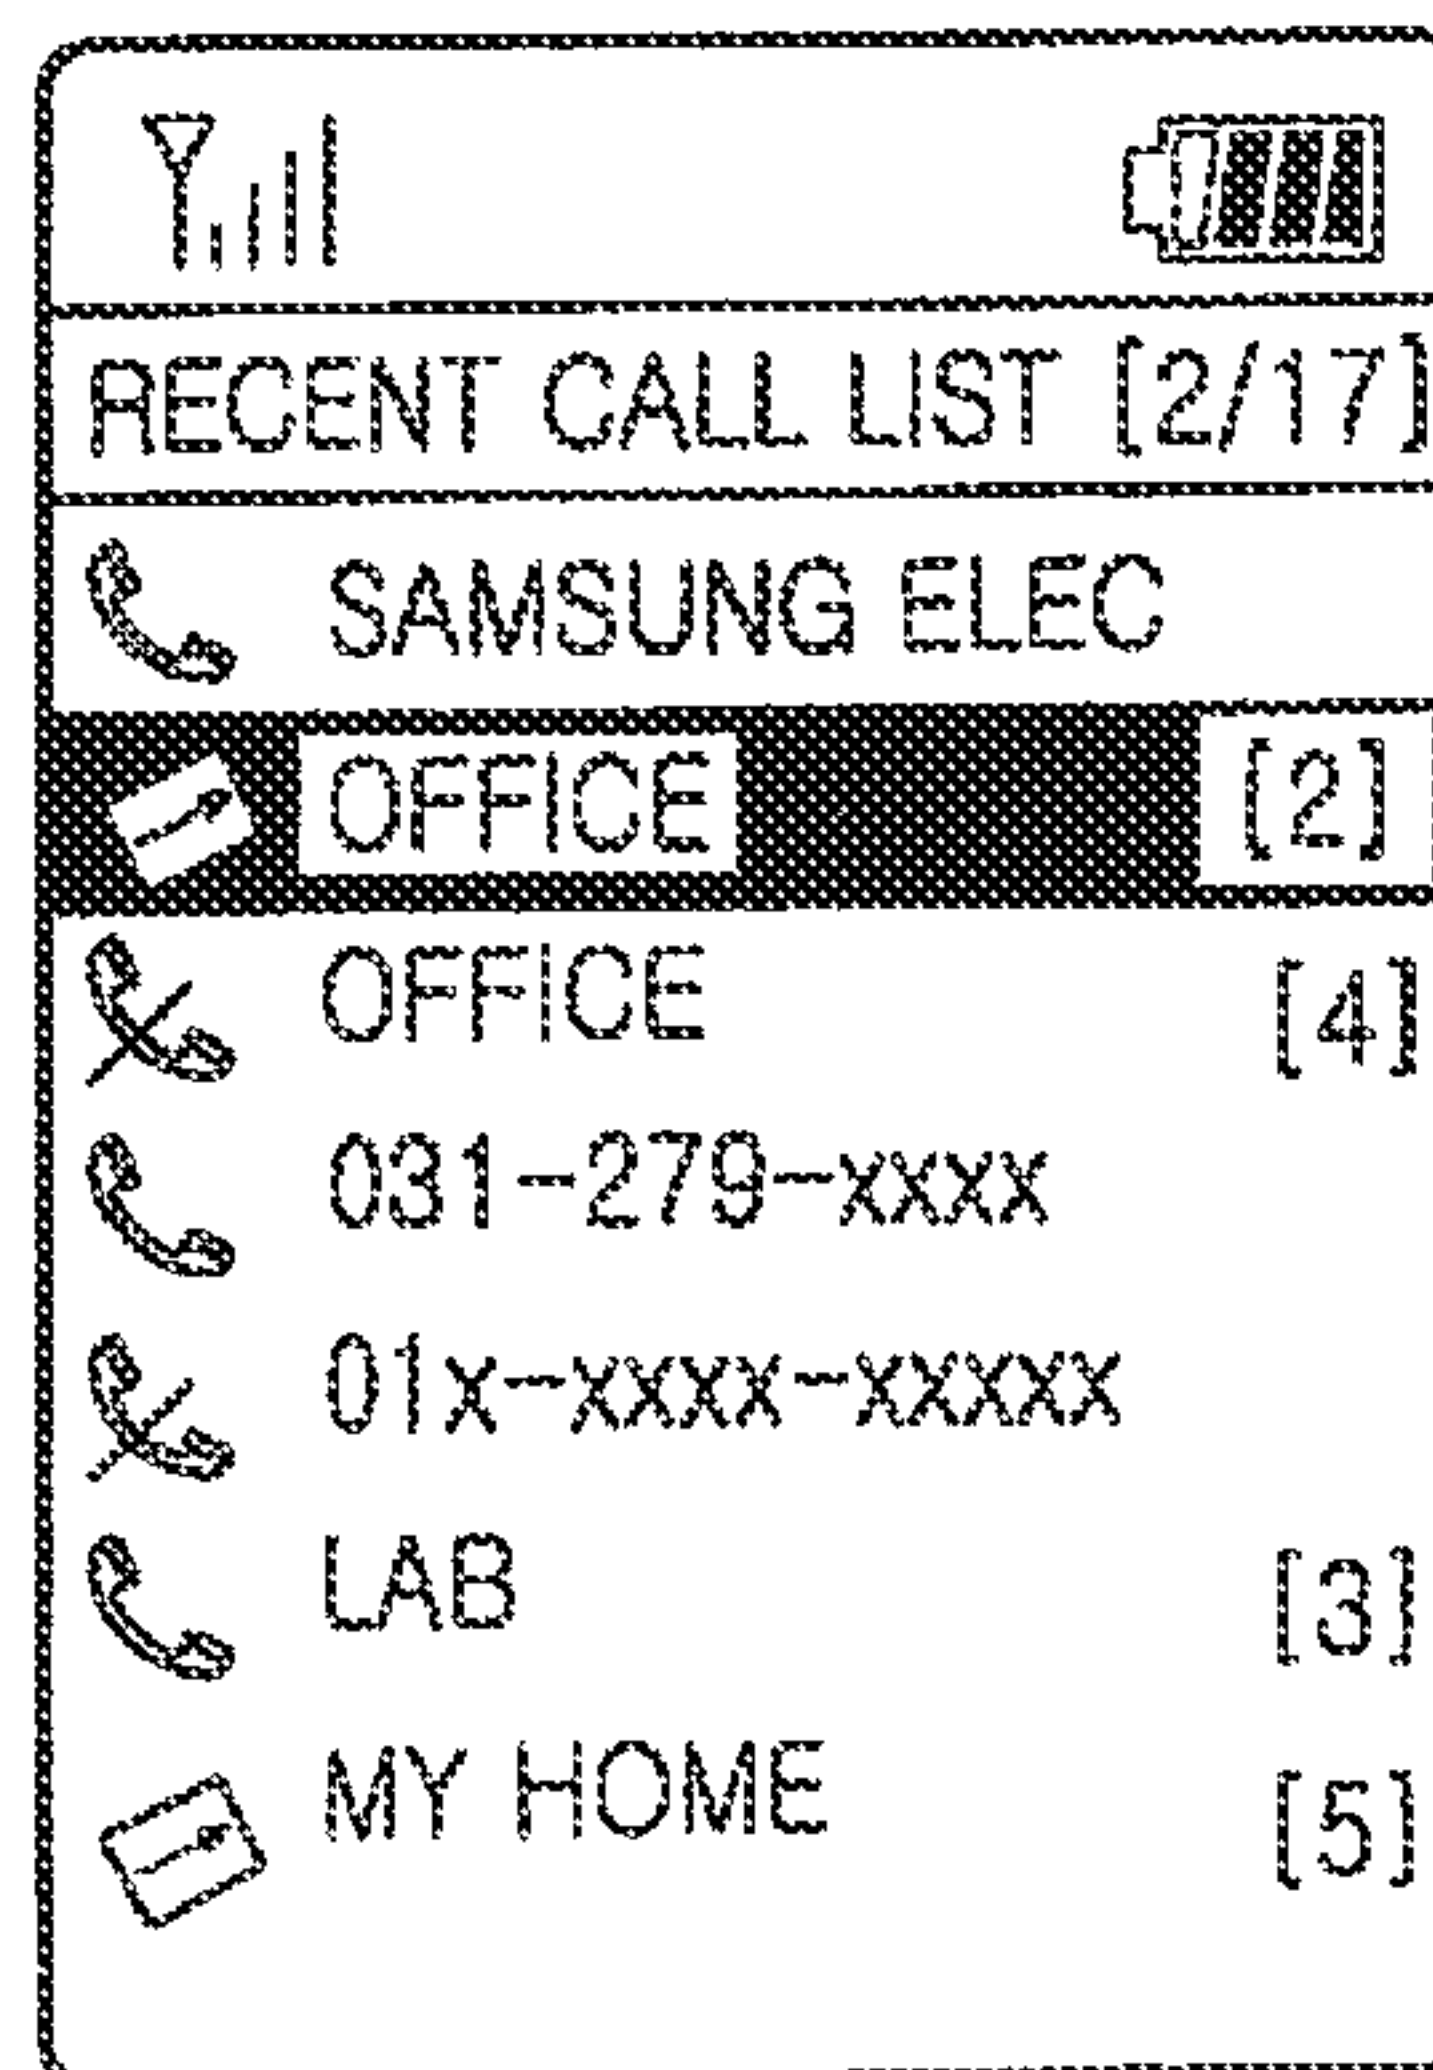 RECENT CALL LIST [2/17]
SAMSUNG ELEC
OFFICE [2]
OFFICE [4]
031-279-xxxx
01x-xxxx-xxxxx
LAB [3]
MY HOME [5]